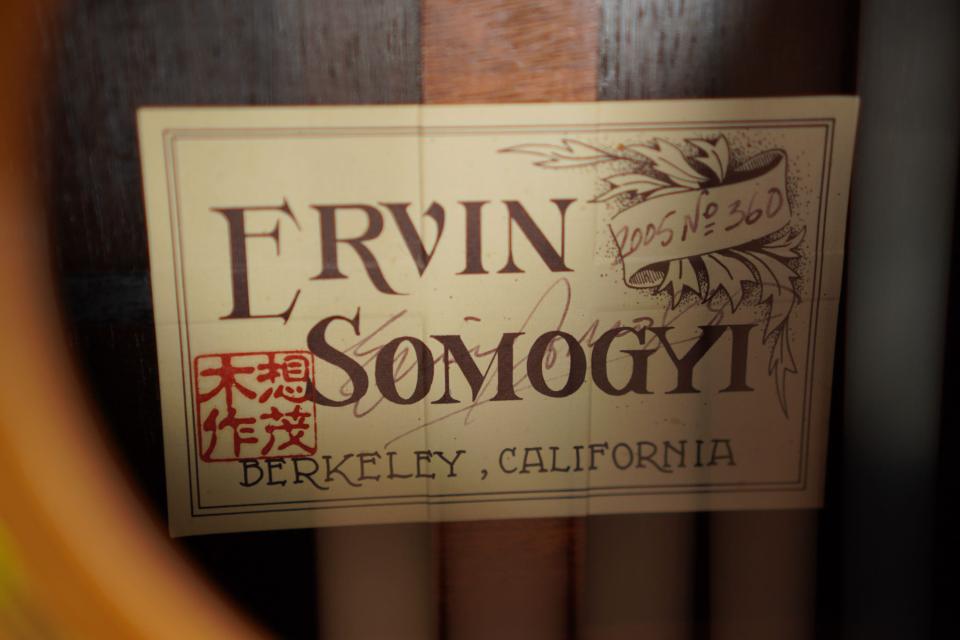 ERVIN
2005 Nº 360
SOMOGYI
想茂
木作
BERKELEY, CALIFORNIA